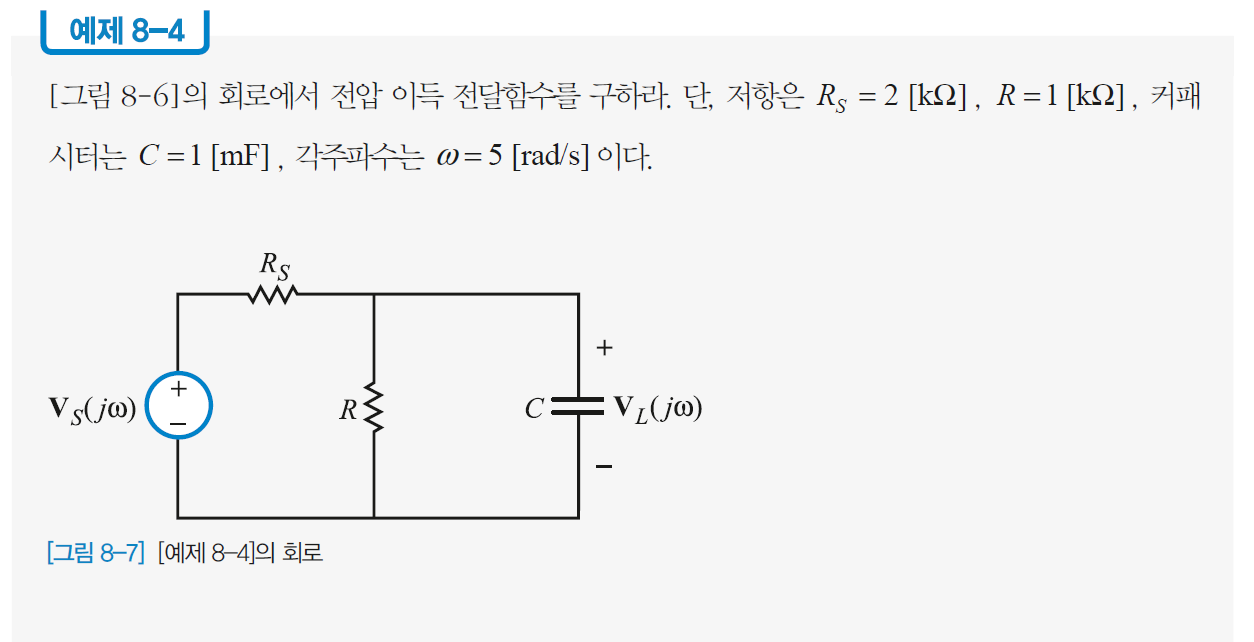 예제 8-4
[그림 8-6]의 회로에서 전압 이득 전달함수를 구하라. 단, 저항은 R_S = 2 [kΩ], R = 1 [kΩ], 커패
시터는 C = 1 [mF], 각주파수는 ω = 5 [rad/s]이다.
R_S
+
V_S(jω)
+
−
R
C
V_L(jω)
−
[그림 8-7] [예제 8-4]의 회로